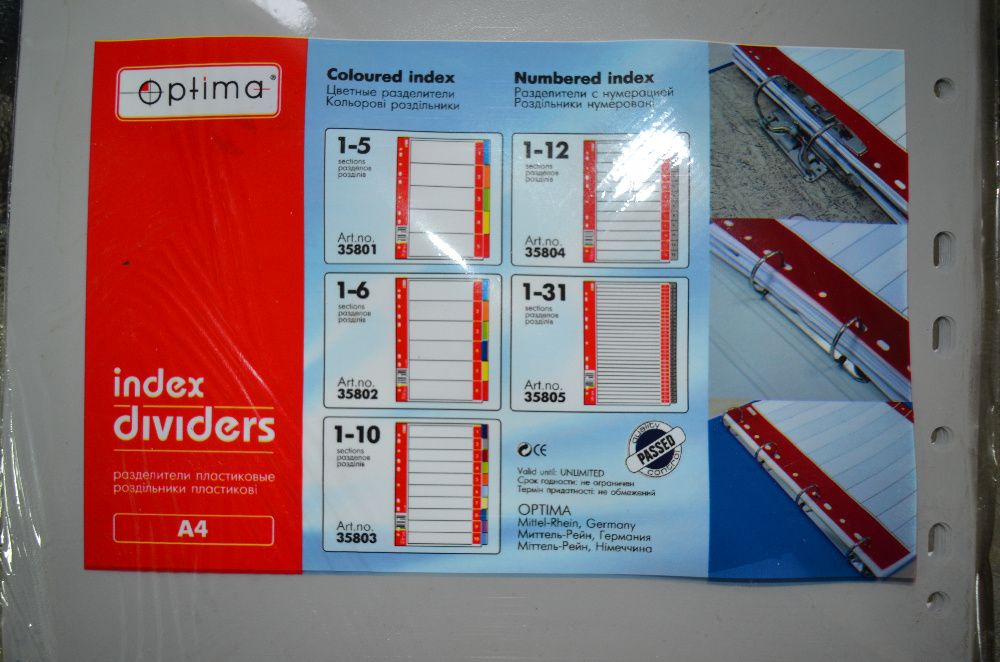 Optima®
index
dividers
разделители пластиковые
роздільники пластикові
A4
Coloured index
Цветные разделители
Кольорові роздільники
1-5
sections
разделов
розділів
Art.no.
35801
1-6
sections
разделов
розділів
Art.no.
35802
1-10
sections
разделов
розділів
Art.no.
35803
Numbered index
Разделители с нумерацией
Роздільники нумеровані
1-12
sections
разделов
розділів
Art.no.
35804
1-31
sections
разделов
розділів
Art.no.
35805
CE
quality
PASSED
control
Valid until: UNLIMITED
Срок годности: не ограничен
Термін придатності: не обмежений
OPTIMA
Mittel-Rhein, Germany
Миттель-Рейн, Германия
Міттель-Рейн, Німеччина